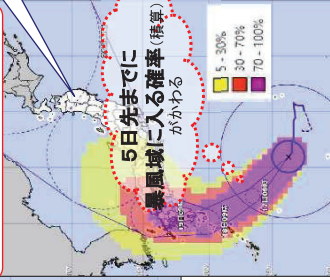 5日先までに
暴風域に入る確率(積算)
がかわる
5 - 30%
30 - 70%
70 - 100%